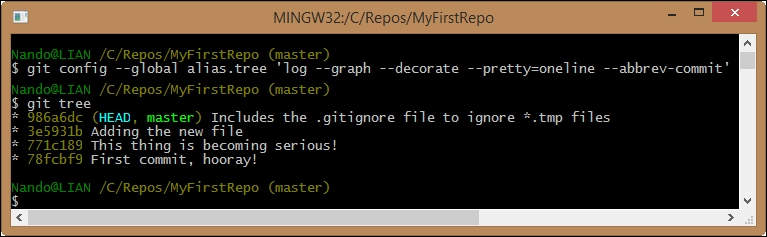 MINGW32:/C/Repos/MyFirstRepo
Nando@LIAN /C/Repos/MyFirstRepo (master)
$ git config --global alias.tree 'log --graph --decorate --pretty=oneline --abbrev-commit'
Nando@LIAN /C/Repos/MyFirstRepo (master)
$ git tree
* 986a6dc (HEAD, master) Includes the .gitignore file to ignore *.tmp files
* 3e5931b Adding the new file
* 771c189 This thing is becoming serious!
* 78fcbf9 First commit, hooray!
Nando@LIAN /C/Repos/MyFirstRepo (master)
$